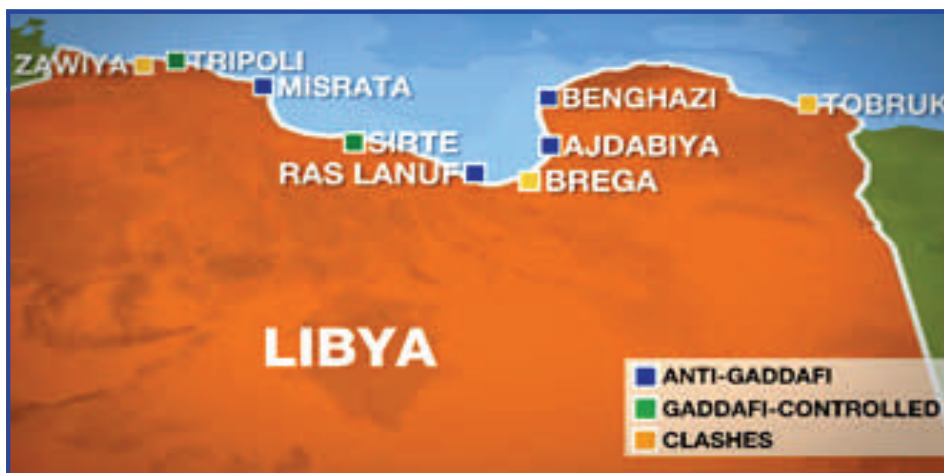 ZAWIYA
TRIPOLI
MISRATA
BENGHAZI
TOBRUK
SIRTE
AJDABIYA
RAS LANUF
BREGA
LIBYA
ANTI-GADDAFI
GADDAFI-CONTROLLED
CLASHES